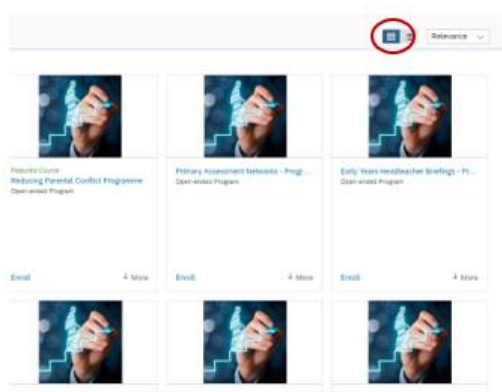 Relevance
Featured Course
Reducing Parental Conflict Programme
Open-ended Program
Enroll
More
Primary Assessment Networks - Progr...
Open-ended Program
Enroll
More
Early Years Headteacher Briefings - Pr...
Open-ended Program
Enroll
More